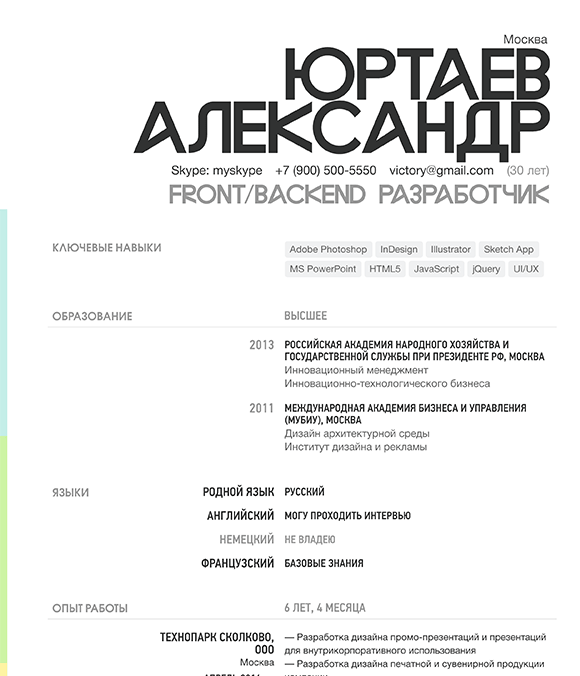 Москва
ЮРТАЕВ
АЛЕКСАНДР
Skype: myskype +7 (900) 500-5550 victory@gmail.com (30 лет)
FRONT/BACKEND РАЗРАБОТЧИК
КЛЮЧЕВЫЕ НАВЫКИ
Adobe Photoshop InDesign Illustrator Sketch App
MS PowerPoint HTML5 JavaScript jQuery UI/UX
ОБРАЗОВАНИЕ ВЫСШЕЕ
2013 РОССИЙСКАЯ АКАДЕМИЯ НАРОДНОГО ХОЗЯЙСТВА И
ГОСУДАРСТВЕННОЙ СЛУЖБЫ ПРИ ПРЕЗИДЕНТЕ РФ, МОСКВА
Инновационный менеджмент
Инновационно-технологического бизнеса
2011 МЕЖДУНАРОДНАЯ АКАДЕМИЯ БИЗНЕСА И УПРАВЛЕНИЯ
(МУБИУ), МОСКВА
Дизайн архитектурной среды
Институт дизайна и рекламы
ЯЗЫКИ РОДНОЙ ЯЗЫК РУССКИЙ
АНГЛИЙСКИЙ МОГУ ПРОХОДИТЬ ИНТЕРВЬЮ
НЕМЕЦКИЙ НЕ ВЛАДЕЮ
ФРАНЦУЗСКИЙ БАЗОВЫЕ ЗНАНИЯ
ОПЫТ РАБОТЫ 6 ЛЕТ, 4 МЕСЯЦА
ТЕХНОПАРК СКОЛКОВО,
ООО
Москва
— Разработка дизайна промо-презентаций и презентаций
для внутрикорпоративного использования
— Разработка дизайна печатной и сувенирной продукции